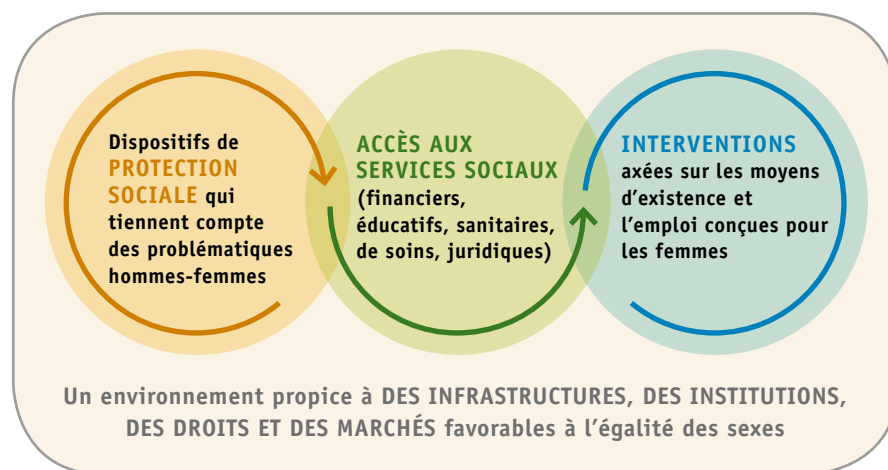 Dispositifs de
PROTECTION
SOCIALE qui
tiennent compte
des problématiques
hommes-femmes
ACCÈS AUX
SERVICES SOCIAUX
(financiers,
éducatifs, sanitaires,
de soins, juridiques)
INTERVENTIONS
axées sur les moyens
d'existence et
l'emploi conçues pour
les femmes
Un environnement propice à DES INFRASTRUCTURES, DES INSTITUTIONS,
DES DROITS ET DES MARCHÉS favorables à l'égalité des sexes